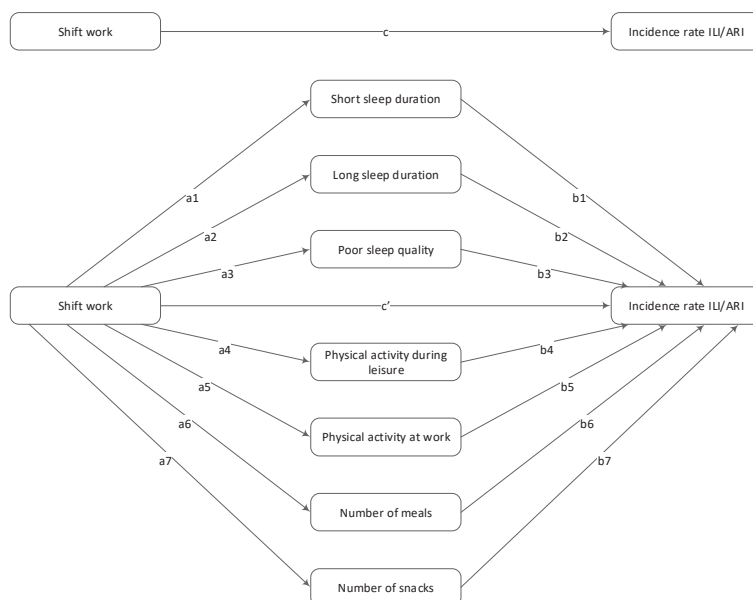 Shift work
c
Incidence rate ILI/ARI
Short sleep duration
a1
b1
Long sleep duration
a2
b2
Poor sleep quality
a3
b3
Shift work
c'
Incidence rate ILI/ARI
a4
b4
Physical activity during
leisure
a5
b5
Physical activity at work
a6
b6
a7
b7
Number of meals
Number of snacks